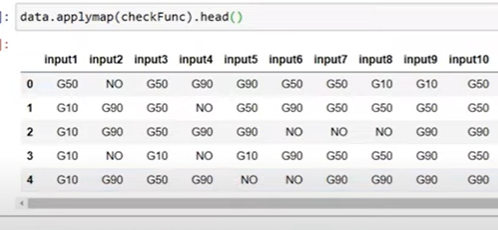 ]: data.applymap(checkFunc).head()
]:
input1 input2 input3 input4 input5 input6 input7 input8 input9 input10
0 G50 NO G50 G90 G90 G50 G50 G10 G10 G50
1 G10 G90 G50 NO G50 G90 G50 G50 G50 G50
2 G10 G90 G50 G90 G90 NO NO NO G90 G90
3 G10 NO G10 NO G10 G90 G50 G50 G90 G50
4 G10 G90 G50 G90 NO NO G90 G90 G90 G90